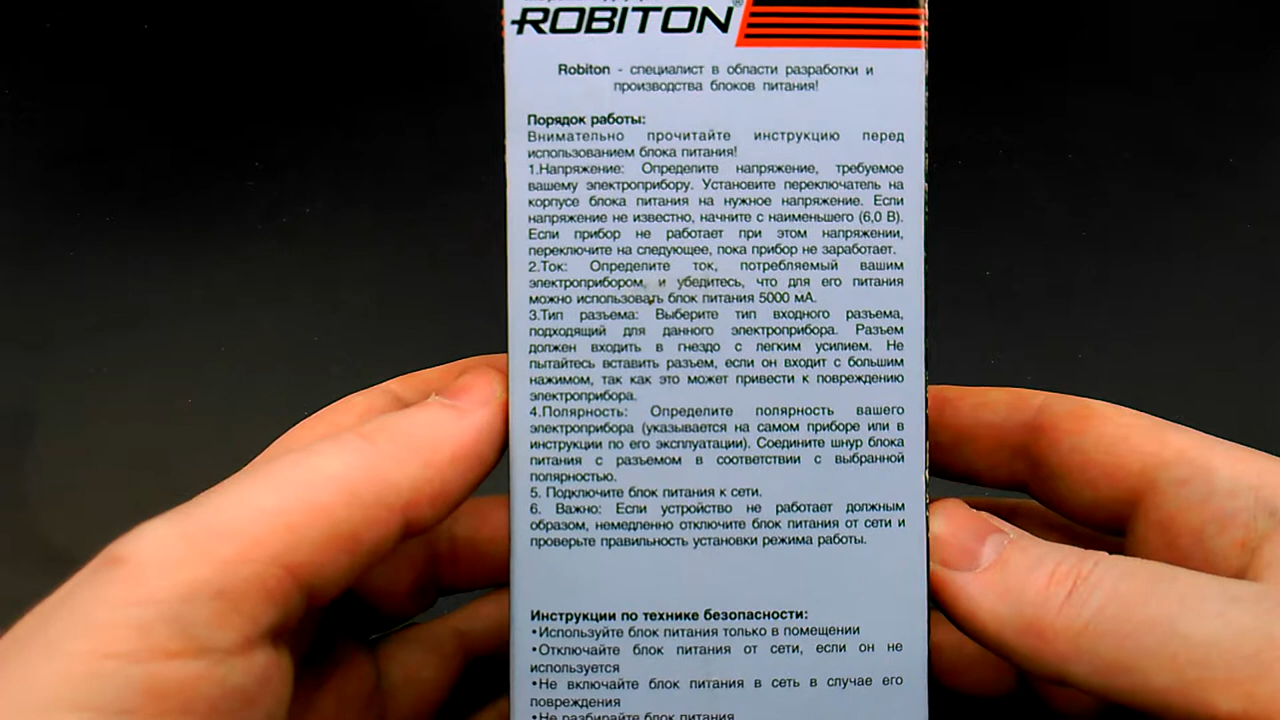 ROBITON®
Robiton - специалист в области разработки и
производства блоков питания!
Порядок работы:
Внимательно прочитайте инструкцию перед
использованием блока питания!
1.Напряжение: Определите напряжение, требуемое
вашему электроприбору. Установите переключатель на
корпусе блока питания на нужное напряжение. Если
напряжение не известно, начните с наименьшего (6,0 В).
Если прибор не работает при этом напряжении,
переключите на следующее, пока прибор не заработает.
2.Ток: Определите ток, потребляемый вашим
электроприбором, и убедитесь, что для его питания
можно использовать блок питания 5000 мА.
3.Тип разъема: Выберите тип входного разъема,
подходящий для данного электроприбора. Разъем
должен входить в гнездо с легким усилием. Не
пытайтесь вставить разъем, если он входит с большим
нажимом, так как это может привести к повреждению
электроприбора.
4.Полярность: Определите полярность вашего
электроприбора (указывается на самом приборе или в
инструкции по его эксплуатации). Соедините шнур блока
питания с разъемом в соответствии с выбранной
полярностью.
5. Подключите блок питания к сети.
6. Важно: Если устройство не работает должным
образом, немедленно отключите блок питания от сети и
проверьте правильность установки режима работы.
Инструкции по технике безопасности:
•Используйте блок питания только в помещении
•Отключайте блок питания от сети, если он не
используется
•Не включайте блок питания в сеть в случае его
повреждения
•Не разбирайте блок питания